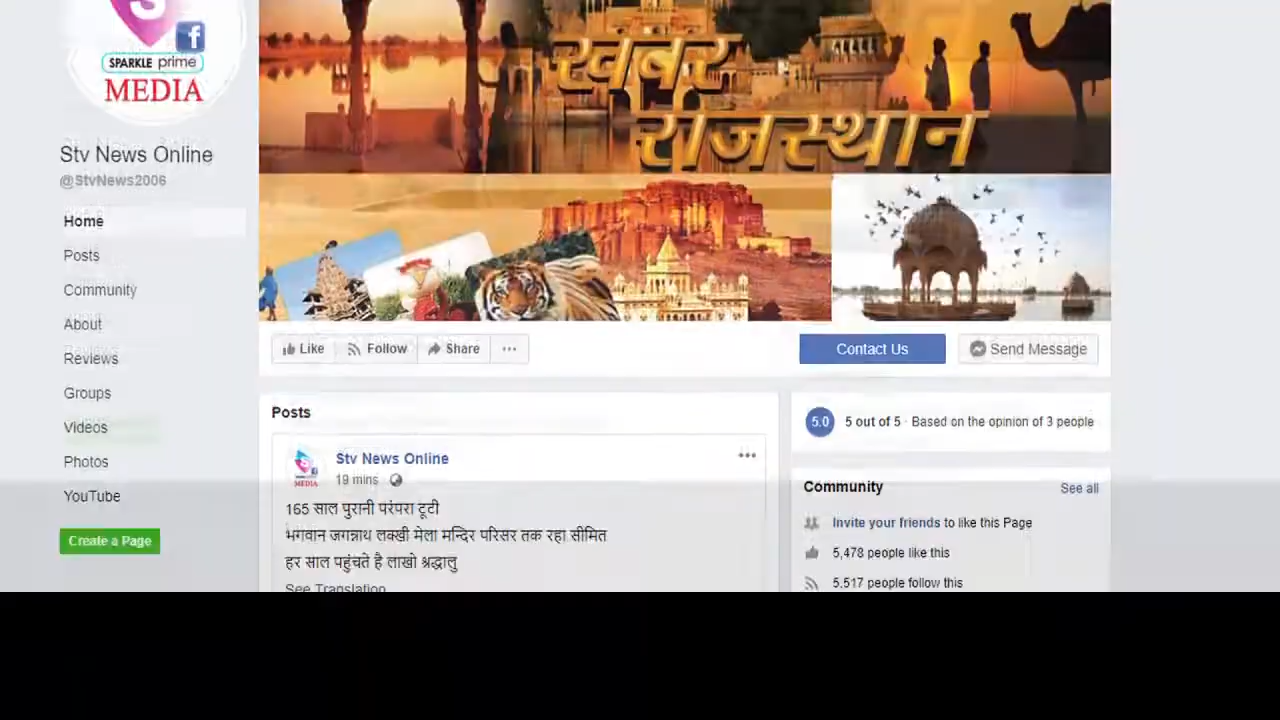 S
f
SPARKLE prime
MEDIA
खबर
राजस्थान
Stv News Online
@StvNews2006
Home
Posts
Community
About
Reviews
Groups
Videos
Photos
YouTube
Create a Page
Like
Follow
Share
Contact Us
Send Message
Posts
Stv News Online
19 mins
MEDIA
165 साल पुरानी परंपरा टूटी
भगवान जगन्नाथ लक्खी मेला मन्दिर परिसर तक रहा सीमित
हर साल पहुंचते है लाखो श्रद्धालु
See Translation
5.0 5 out of 5 · Based on the opinion of 3 people
Community See all
Invite your friends to like this Page
5,478 people like this
5,517 people follow this